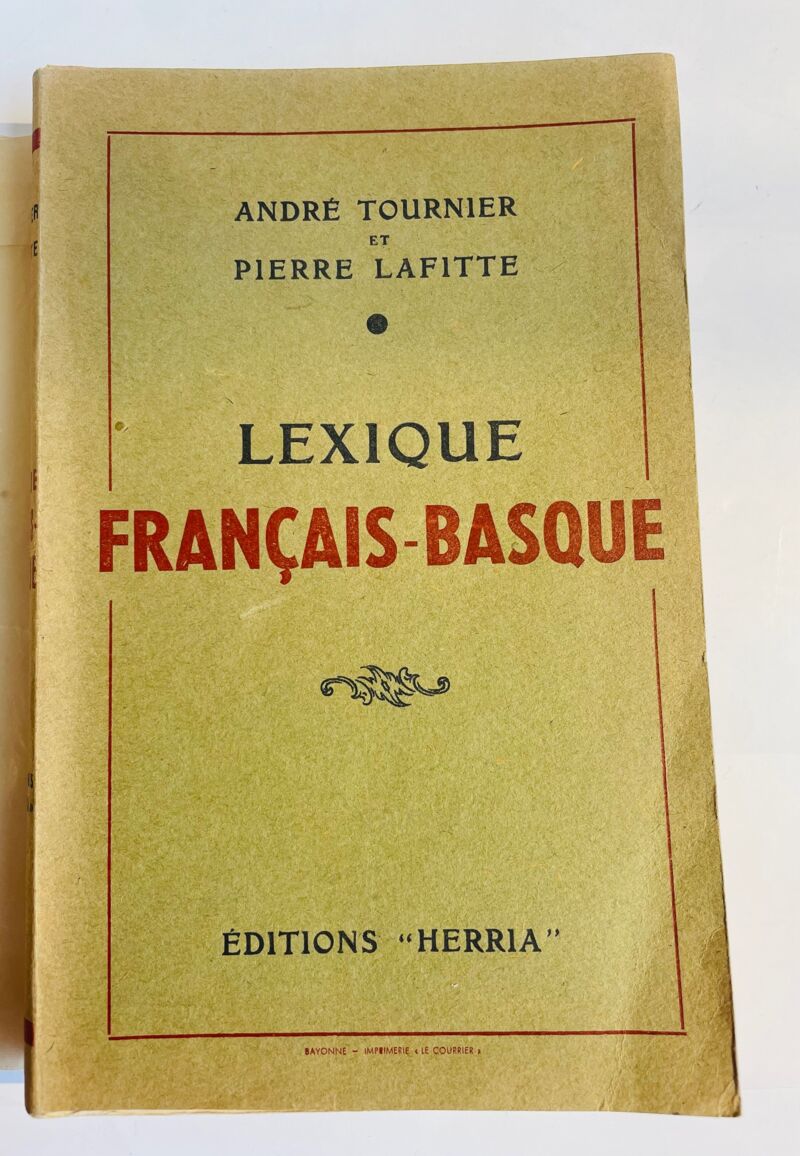 ANDRÉ TOURNIER
ET
PIERRE LAFITTE
LEXIQUE
FRANÇAIS-BASQUE
ÉDITIONS “HERRIA”
BAYONNE — IMPRIMERIE « LE COURRIER »